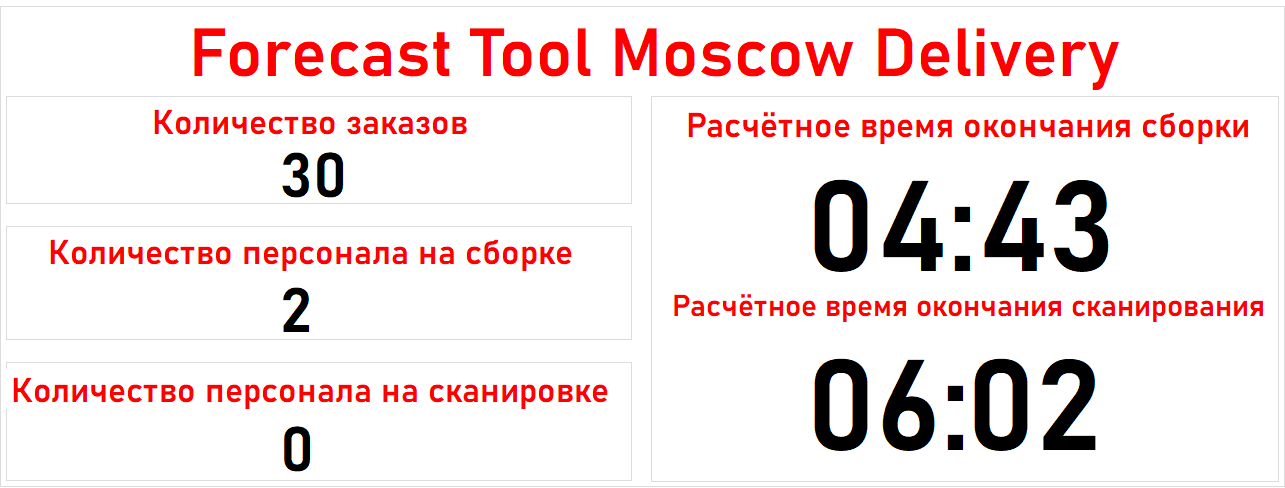 Forecast Tool Moscow Delivery
Количество заказов
30
Количество персонала на сборке
2
Количество персонала на сканировке
0
Расчётное время окончания сборки
04:43
Расчётное время окончания сканирования
06:02